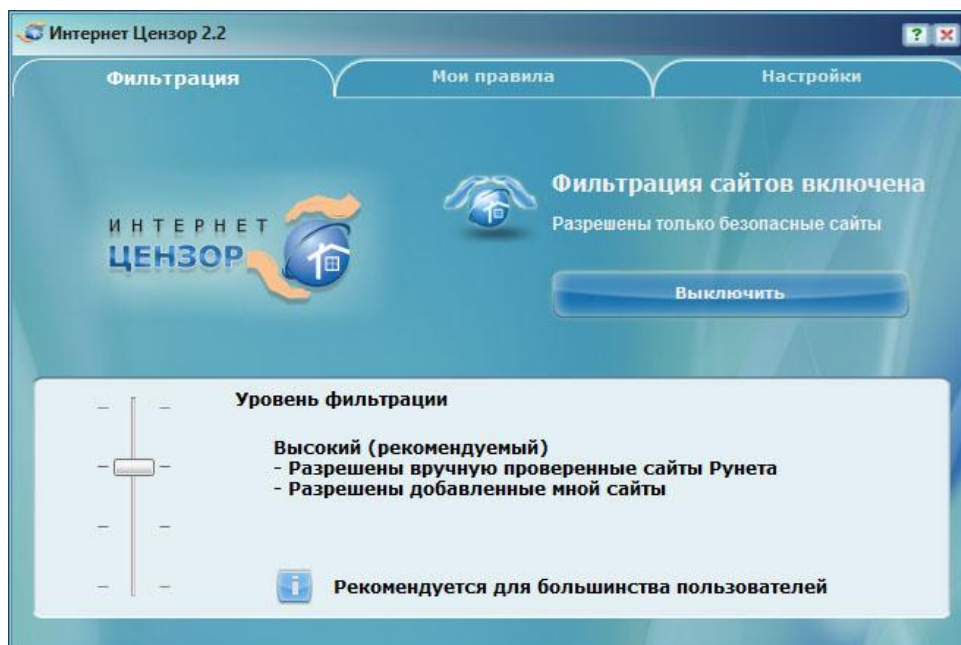 Интернет Цензор 2.2
?
Фильтрация
Мои правила
Настройки
ИНТЕРНЕТ
ЦЕНЗОР
Фильтрация сайтов включена
Разрешены только безопасные сайты
Выключить
Уровень фильтрации
Высокий (рекомендуемый)
- Разрешены вручную проверенные сайты Рунета
- Разрешены добавленные мной сайты
i Рекомендуется для большинства пользователей